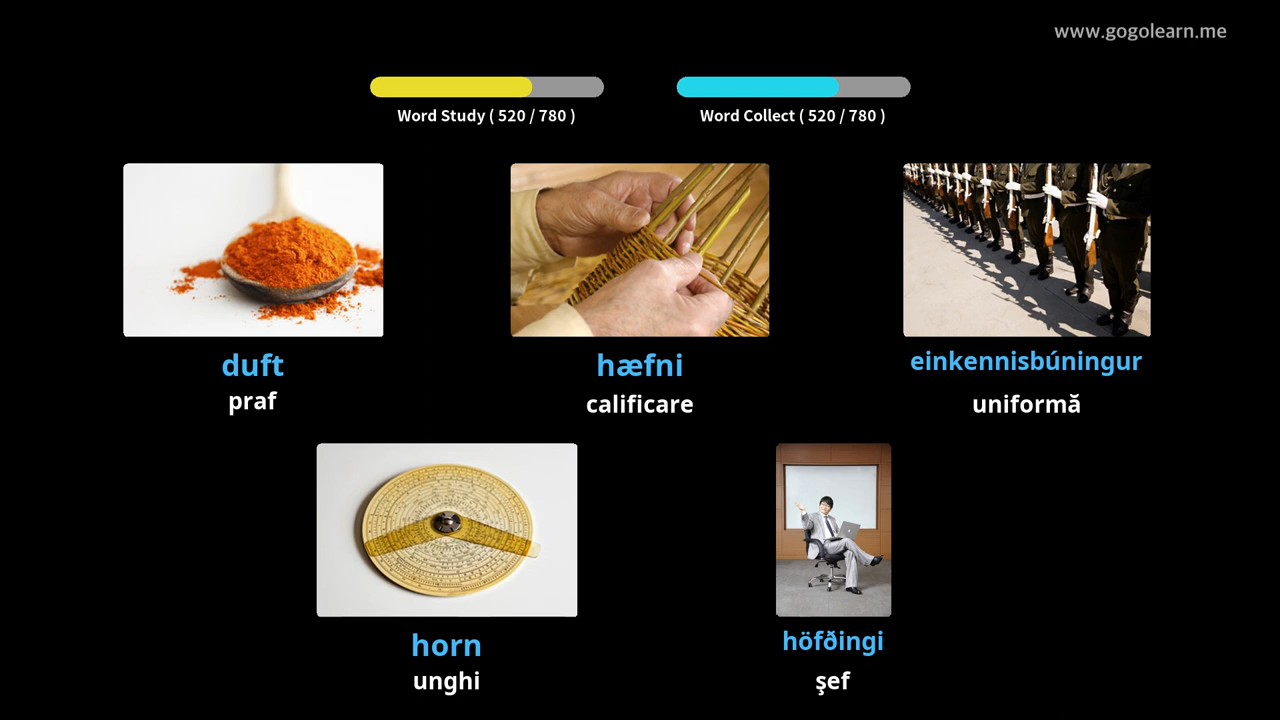 www.gogolearn.me
Word Study ( 520 / 780 )
Word Collect ( 520 / 780 )
duft
praf
hæfni
calificare
einkennisbúningur
uniformă
horn
unghi
höfðingi
şef